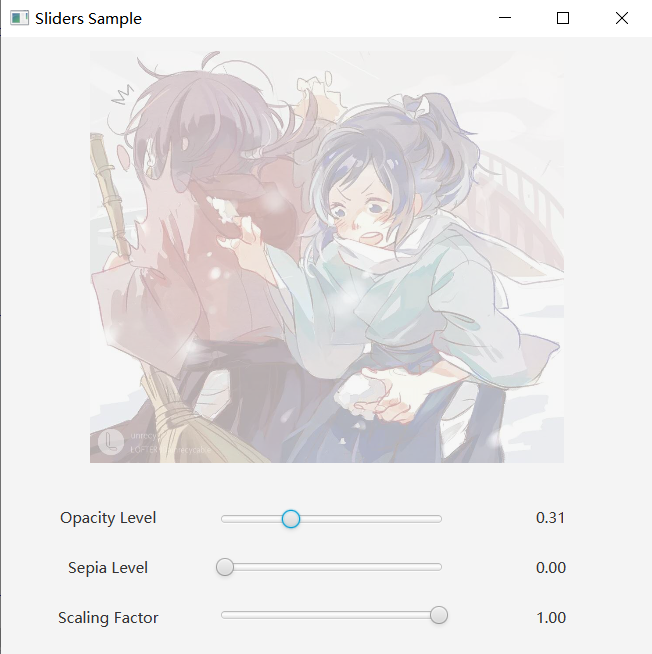 Sliders Sample
Opacity Level 0.31
Sepia Level 0.00
Scaling Factor 1.00